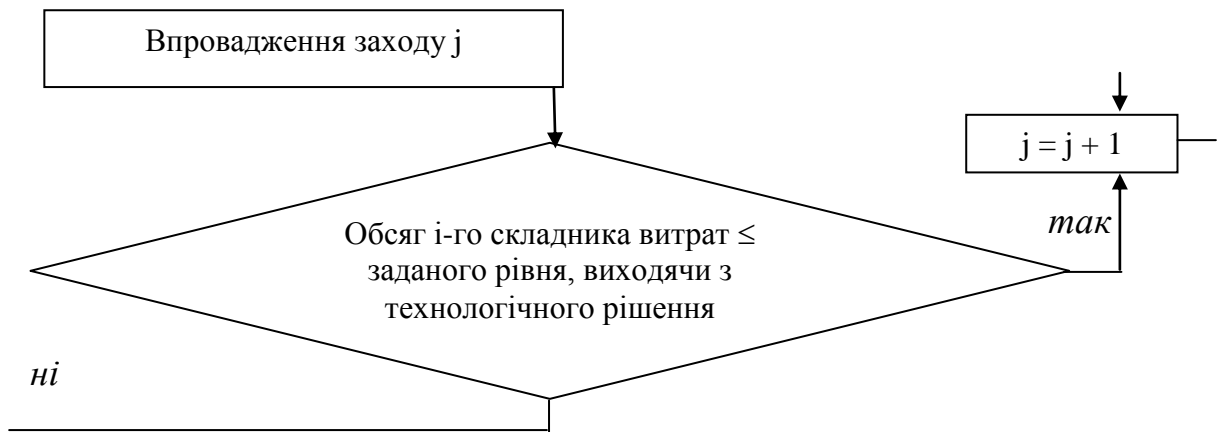 Впровадження заходу j
j = j + 1
так
Обсяг і-го складника витрат ≤
заданого рівня, виходячи з
технологічного рішення
ні